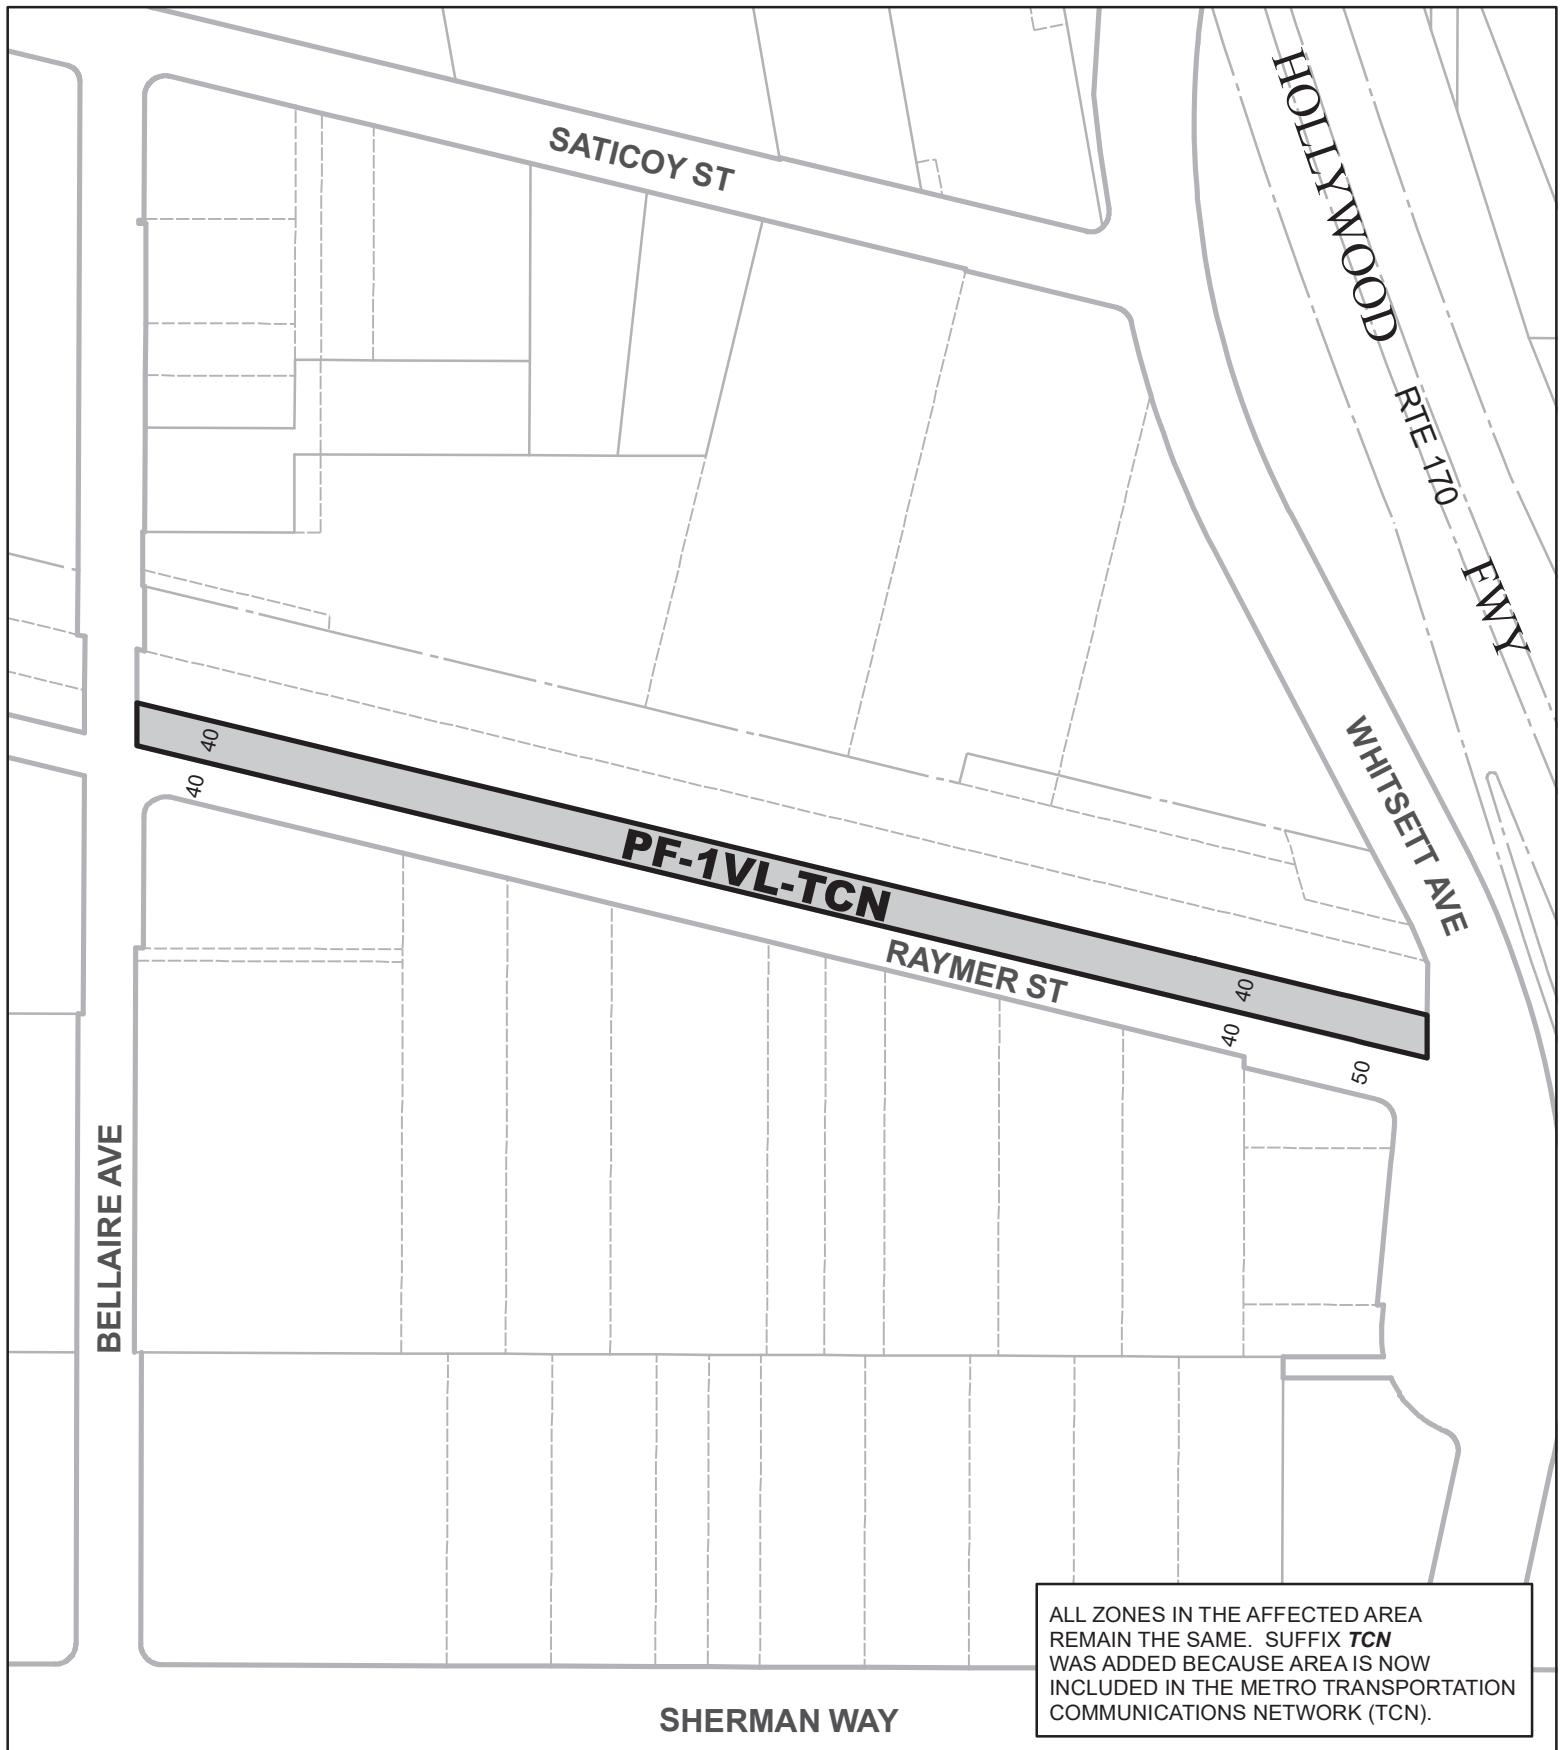 SATICOY ST
HOLLYWOOD
RTE 170
FWY
WHITSETT AVE
40
40
PF-1VL-TCN
RAYMER ST
40
40
50
BELLAIRE AVE
ALL ZONES IN THE AFFECTED AREA
REMAIN THE SAME. SUFFIX TCN
WAS ADDED BECAUSE AREA IS NOW
INCLUDED IN THE METRO TRANSPORTATION
COMMUNICATIONS NETWORK (TCN).
SHERMAN WAY